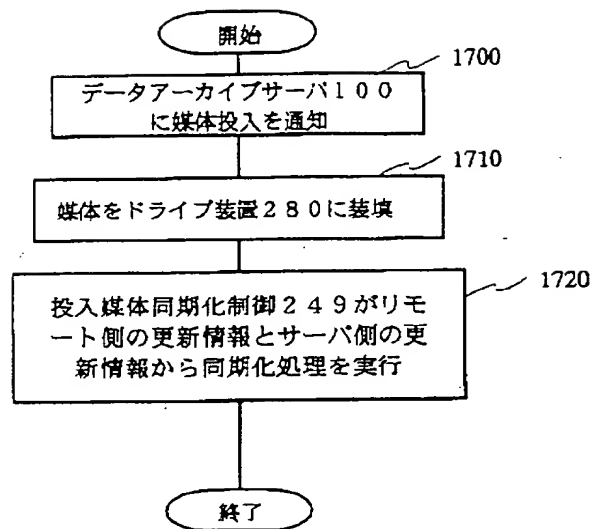 開始
1700
データアーカイブサーバ１００
に媒体投入を通知
1710
媒体をドライブ装置２８０に装填
1720
投入媒体同期化制御２４９がリモ
ート側の更新情報とサーバ側の更
新情報から同期化処理を実行
終了